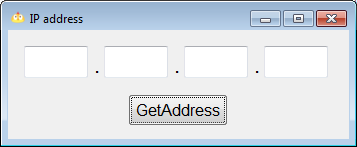 IP address
. . .
GetAddress